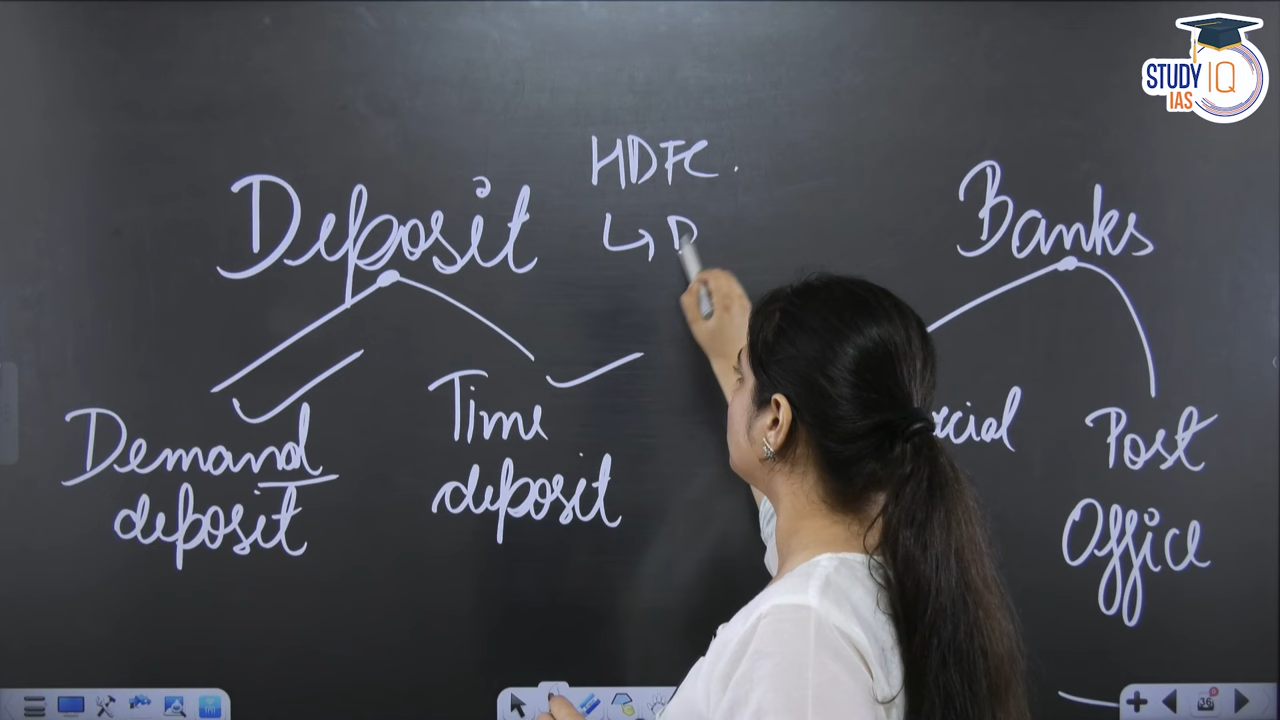 STUDY IQ
IAS
HDFC.
↳ D
Deposit
Demand
deposit
Time
deposit
Banks
Post
Office